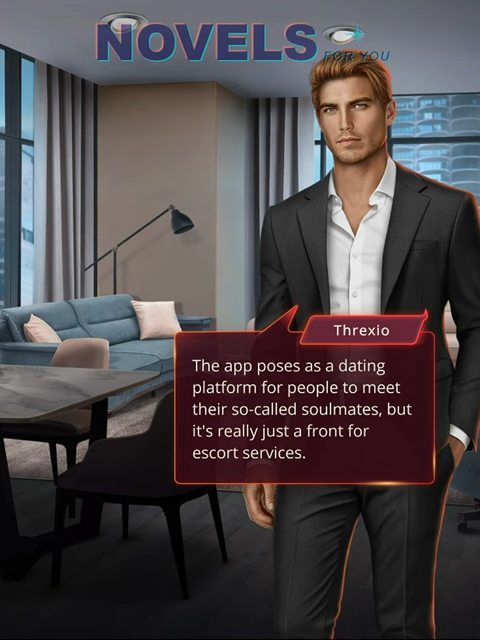 NOVELS
FOR YOU
Threxio
The app poses as a dating
platform for people to meet
their so-called soulmates, but
it's really just a front for
escort services.